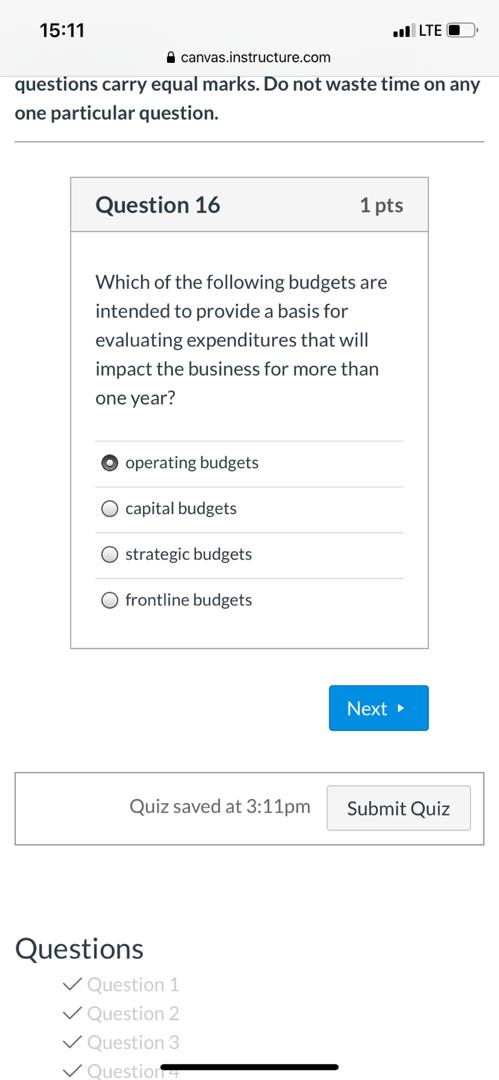 15:11
LTE
canvas.instructure.com
questions carry equal marks. Do not waste time on any
one particular question.
Question 16
1 pts
Which of the following budgets are
intended to provide a basis for
evaluating expenditures that will
impact the business for more than
one year?
operating budgets
capital budgets
strategic budgets
frontline budgets
Next
Quiz saved at 3:11pm
Submit Quiz
Questions
Question 1
Question 2
Question 3
Question 4